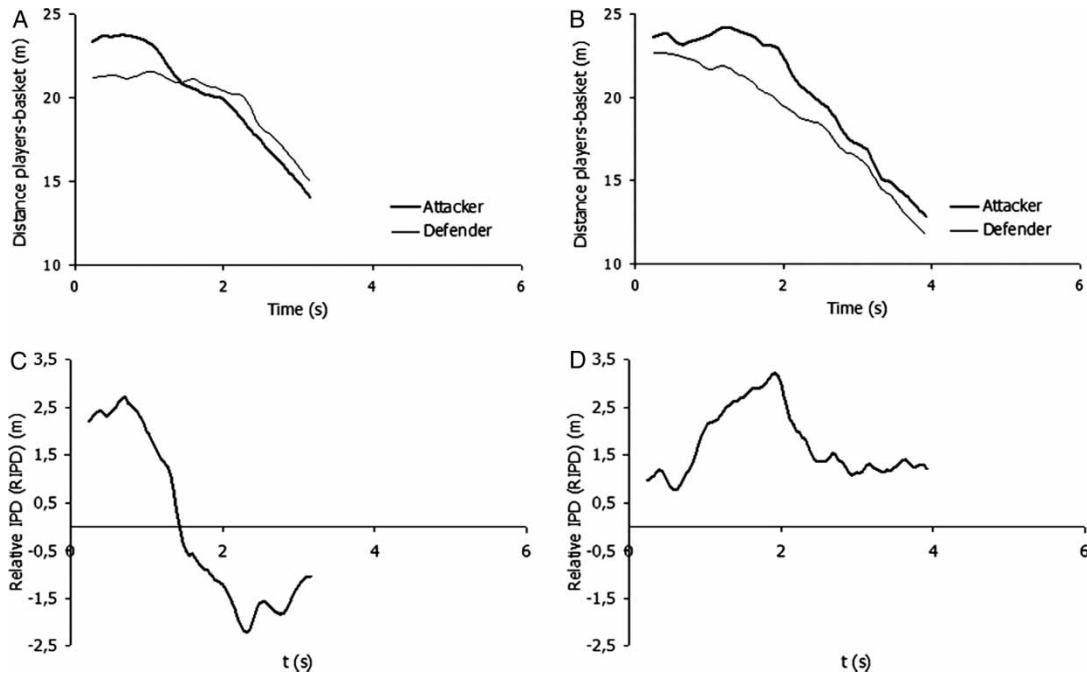 A
Distance players-basket (m)
25
20
15
10
Attacker
Defender
0
2
4
6
Time (s)
B
Distance players-basket (m)
25
20
15
10
Attacker
Defender
0
2
4
6
Time (s)
C
Relative IPD (RIPD) (m)
3,5
2,5
1,5
0,5
-0,5
-1,5
-2,5
0
2
4
6
t (s)
D
Relative IPD (RIPD) (m)
3,5
2,5
1,5
0,5
-0,5
-1,5
-2,5
0
2
4
6
t (s)